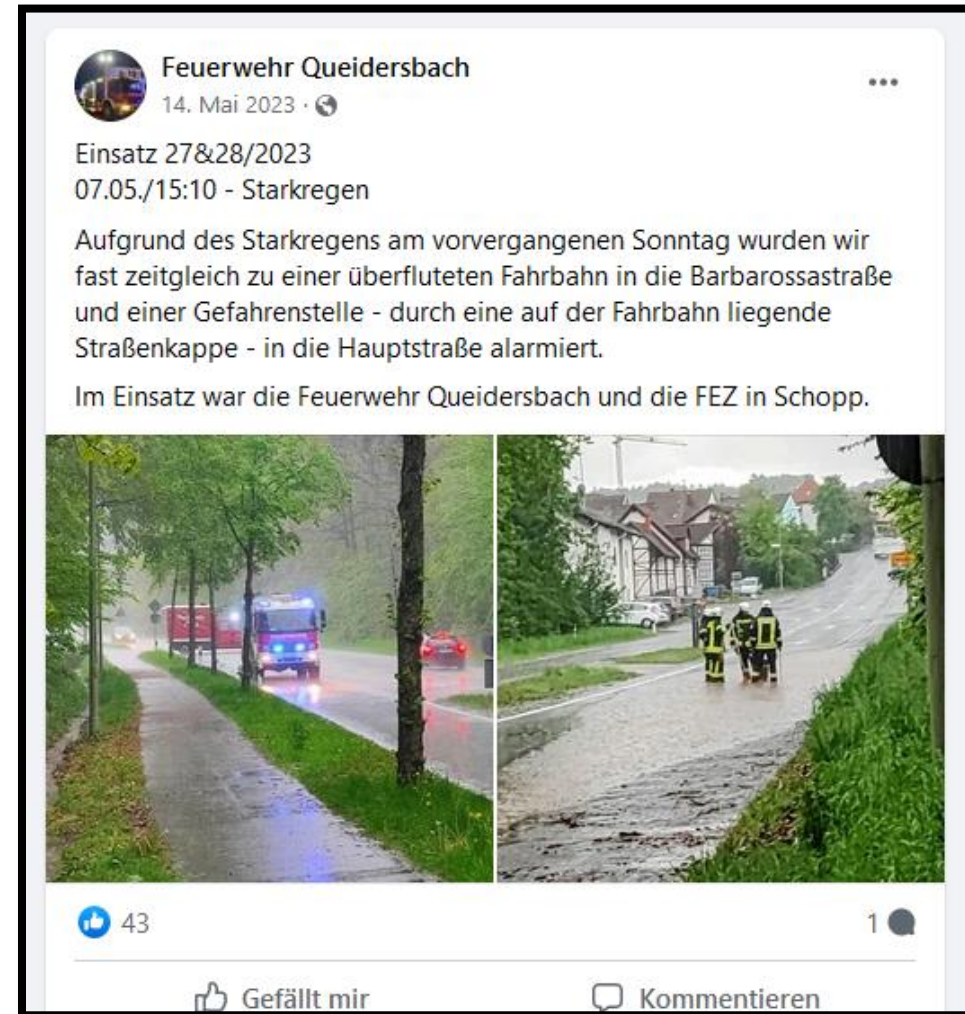 Feuerwehr Queidersbach
14. Mai 2023 ·
Einsatz 27&28/2023
07.05./15:10 - Starkregen
Aufgrund des Starkregens am vorvergangenen Sonntag wurden wir
fast zeitgleich zu einer überfluteten Fahrbahn in die Barbarossastraße
und einer Gefahrenstelle - durch eine auf der Fahrbahn liegende
Straßenkappe - in die Hauptstraße alarmiert.
Im Einsatz war die Feuerwehr Queidersbach und die FEZ in Schopp.
43
1
Gefällt mir
Kommentieren